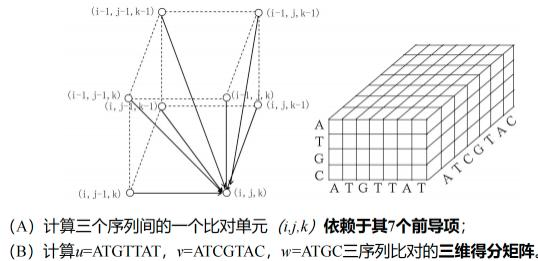 (i-1, j-1, k-1)
(i-1, j, k-1)
(i-1, j-1, k)
(i-1, j, k)
(i, j-1, k-1)
(i, j, k-1)
(i, j-1, k)
(i, j, k)
A
T
G
C
A T G T T A T
A T C G T A C
（A）计算三个序列间的一个比对单元 (i,j,k) 依赖于其7个前导项；
（B）计算u=ATGTTAT，v=ATCGTAC，w=ATGC三序列比对的三维得分矩阵。